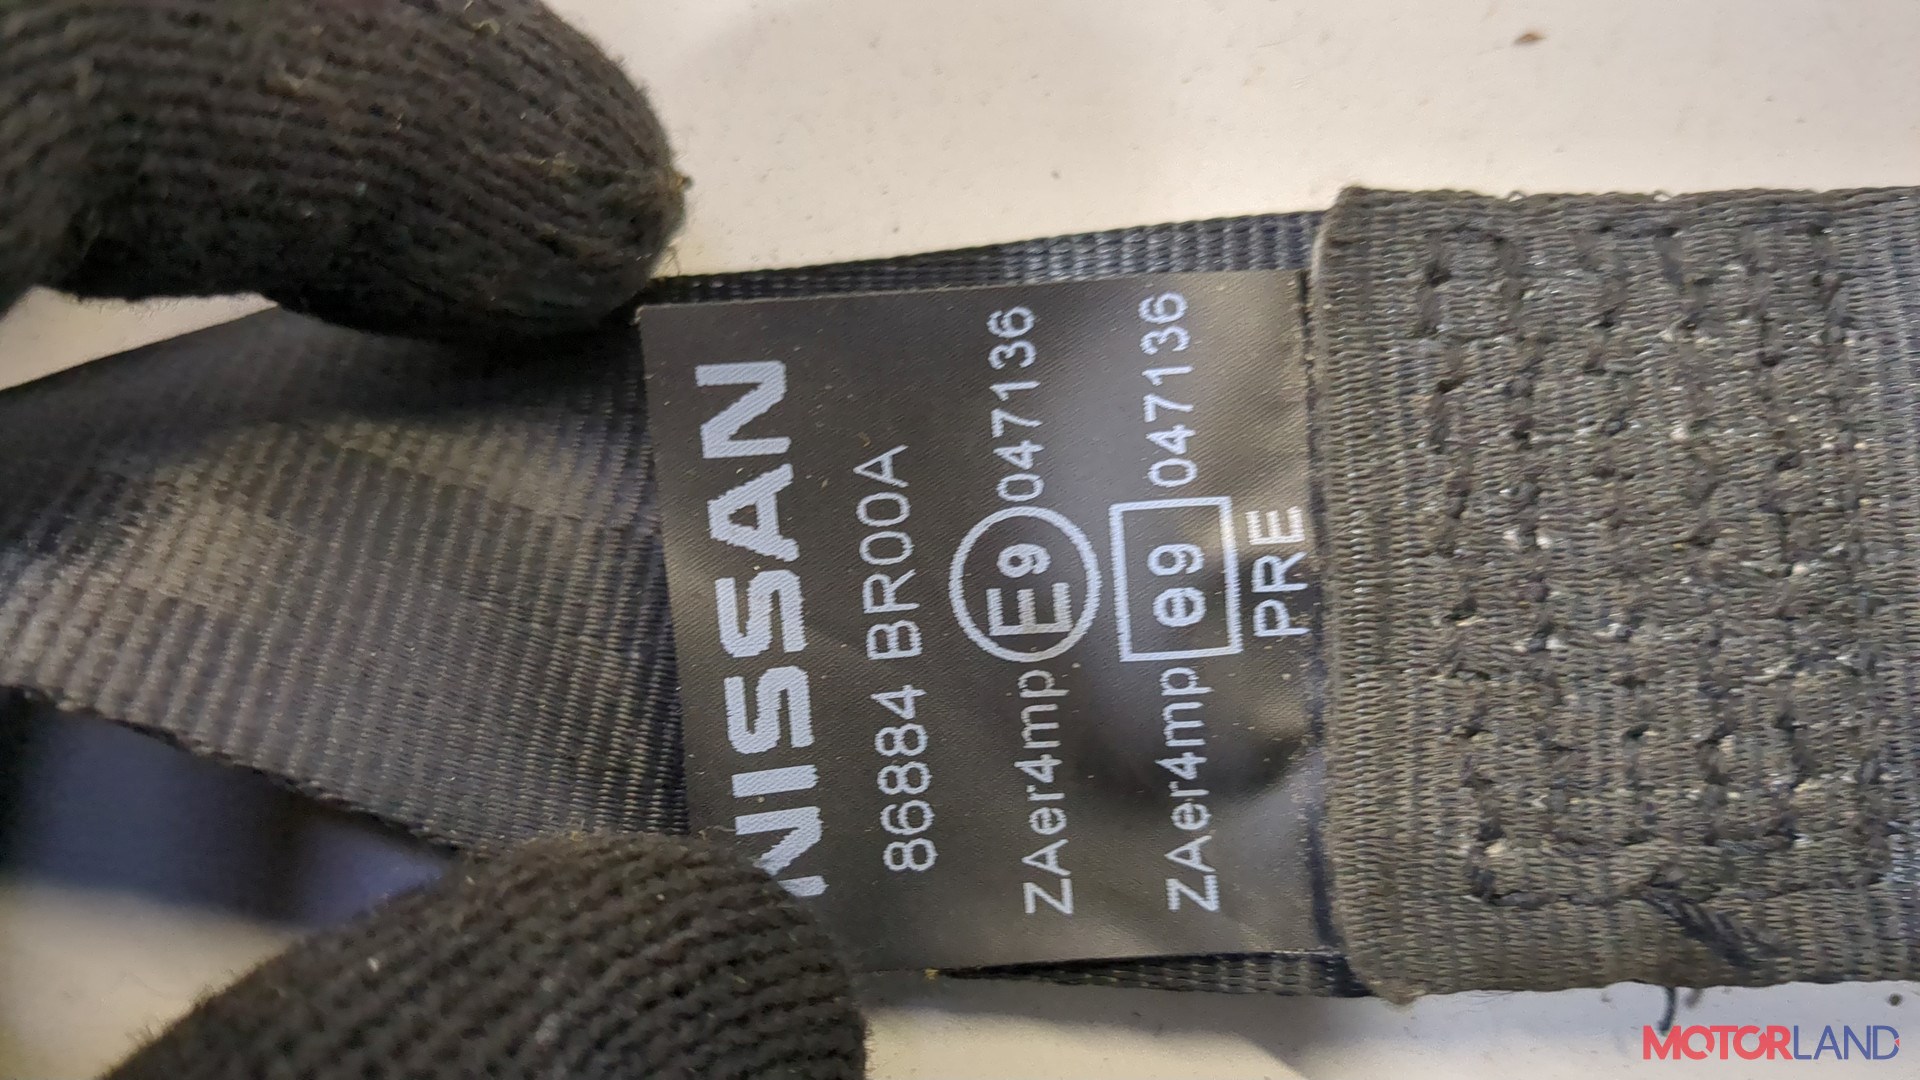 NISSAN
86884 BR00A
ZAer4mp E9 047136
ZAer4mp e9 047136
PRE
MOTORLAND